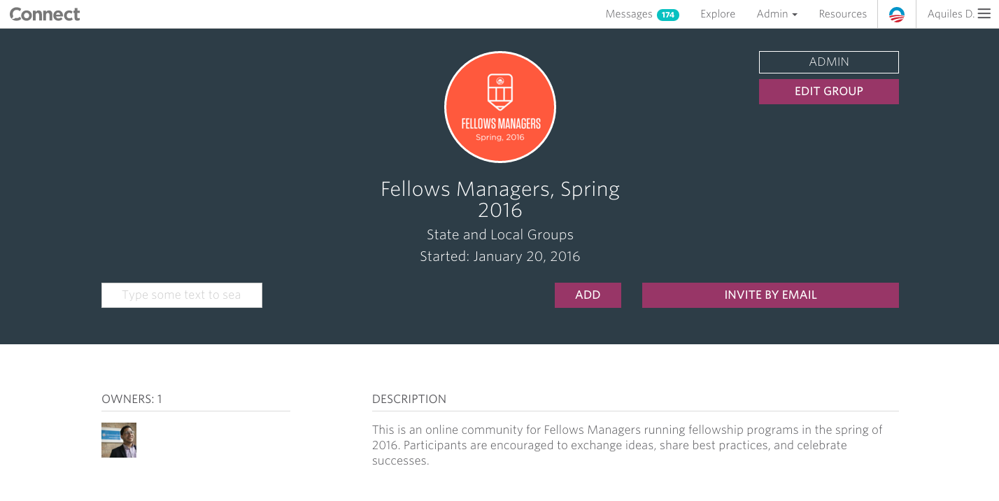 Connect
Messages 174 Explore Admin Resources Aquiles D.
ADMIN
EDIT GROUP
FELLOWS MANAGERS
Spring, 2016
Fellows Managers, Spring
2016
State and Local Groups
Started: January 20, 2016
Type some text to sea
ADD
INVITE BY EMAIL
OWNERS: 1
DESCRIPTION
This is an online community for Fellows Managers running fellowship programs in the spring of
2016. Participants are encouraged to exchange ideas, share best practices, and celebrate
successes.